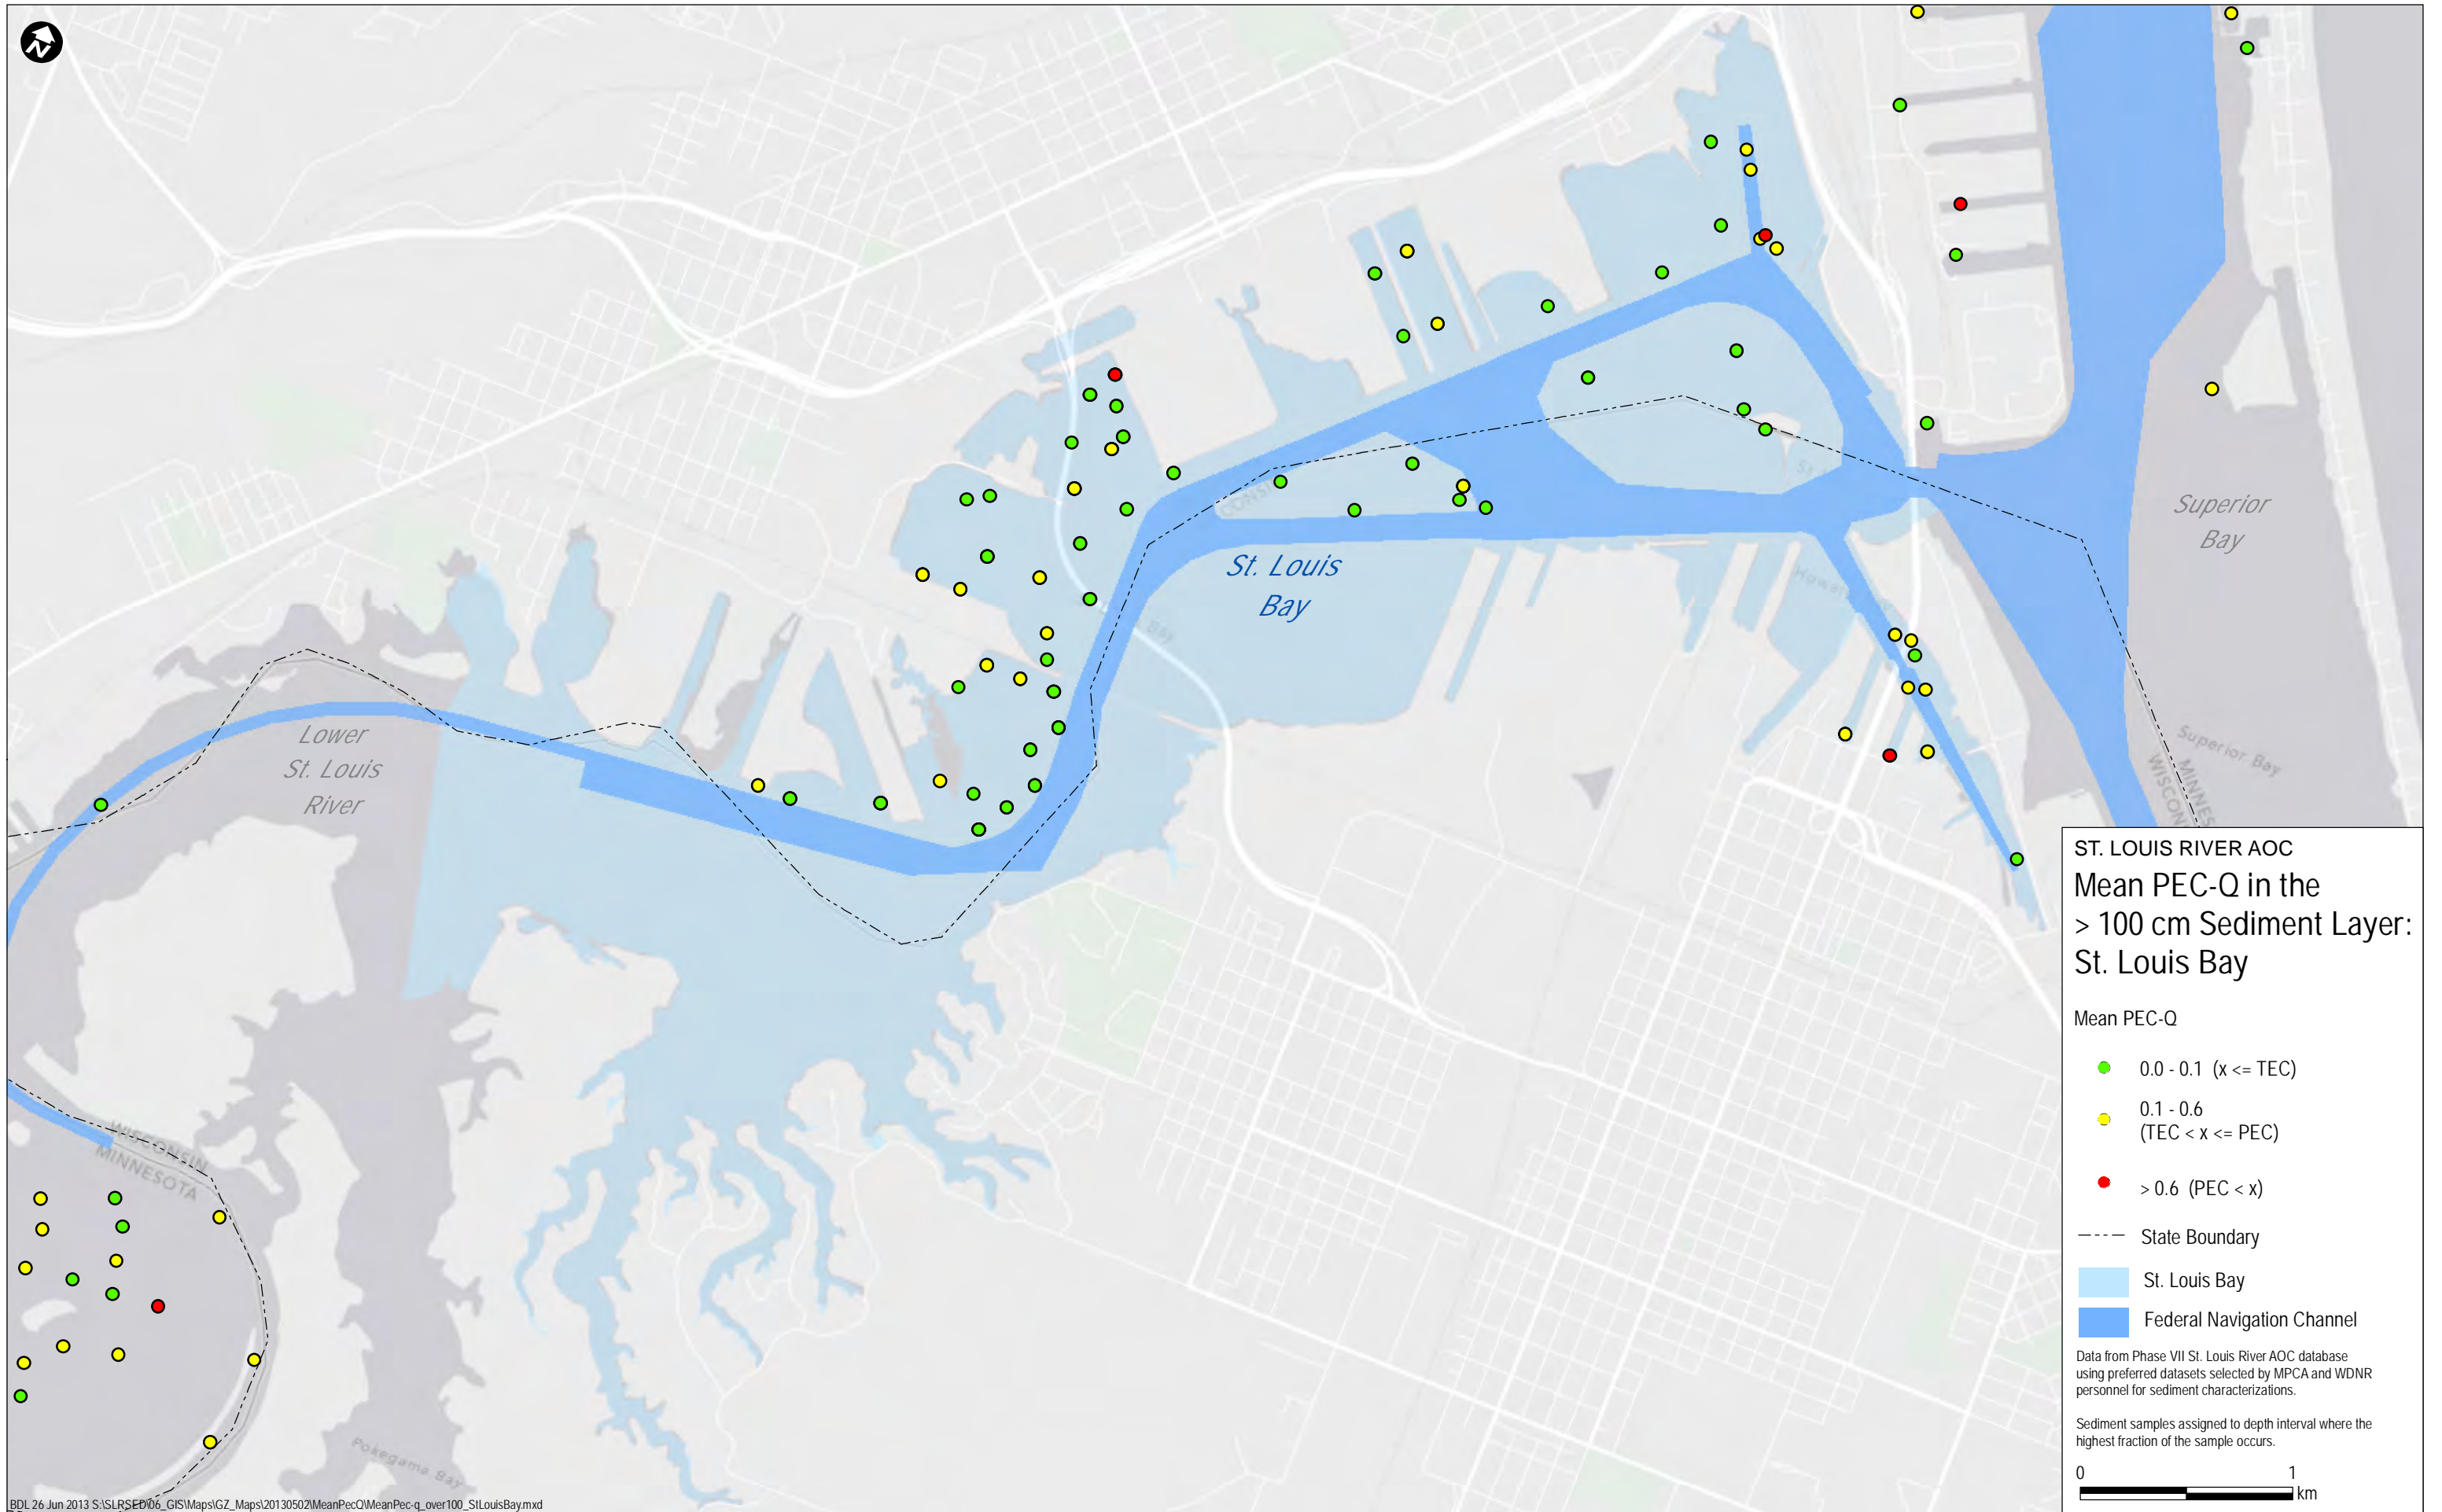 N
Superior
Bay
St. Louis
Bay
Lower
St. Louis
River
Superior Bay
MINNES
WISCON
WISCONSIN
MINNESOTA
Pokegama Bay
ST. LOUIS RIVER AOC
Mean PEC-Q in the
> 100 cm Sediment Layer:
St. Louis Bay
Mean PEC-Q
0.0 - 0.1 (x <= TEC)
0.1 - 0.6
(TEC < x <= PEC)
> 0.6 (PEC < x)
State Boundary
St. Louis Bay
Federal Navigation Channel
Data from Phase VII St. Louis River AOC database
using preferred datasets selected by MPCA and WDNR
personnel for sediment characterizations.
Sediment samples assigned to depth interval where the
highest fraction of the sample occurs.
0 1
km
BDL 26 Jun 2013 S:\SLRSED\06_GIS\Maps\GZ_Maps\20130502\MeanPecQ\MeanPec-q_over100_StLouisBay.mxd